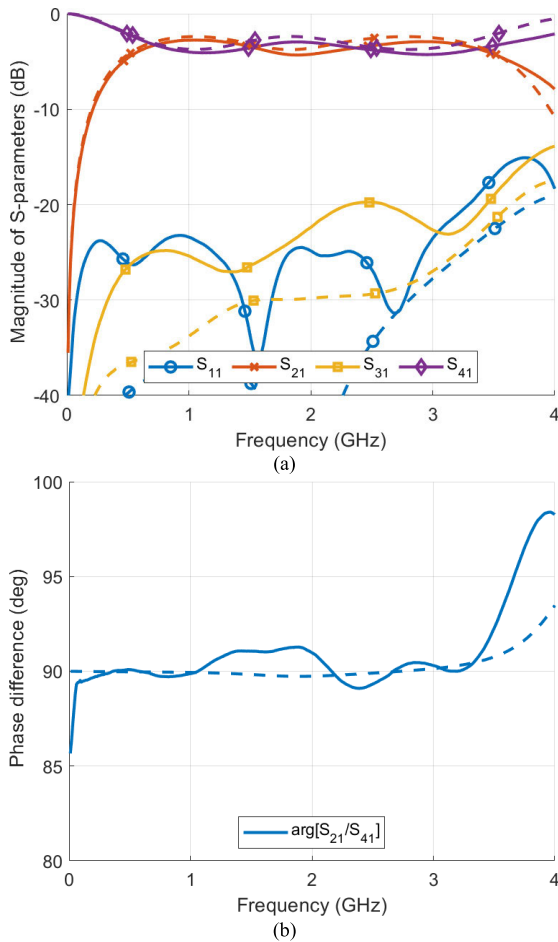 0
-10
-20
-30
-40
Magnitude of S-parameters (dB)
S11 S21 S31 S41
0 1 2 3 4
Frequency (GHz)
(a)
100
95
90
85
80
Phase difference (deg)
arg[S21/S41]
0 1 2 3 4
Frequency (GHz)
(b)